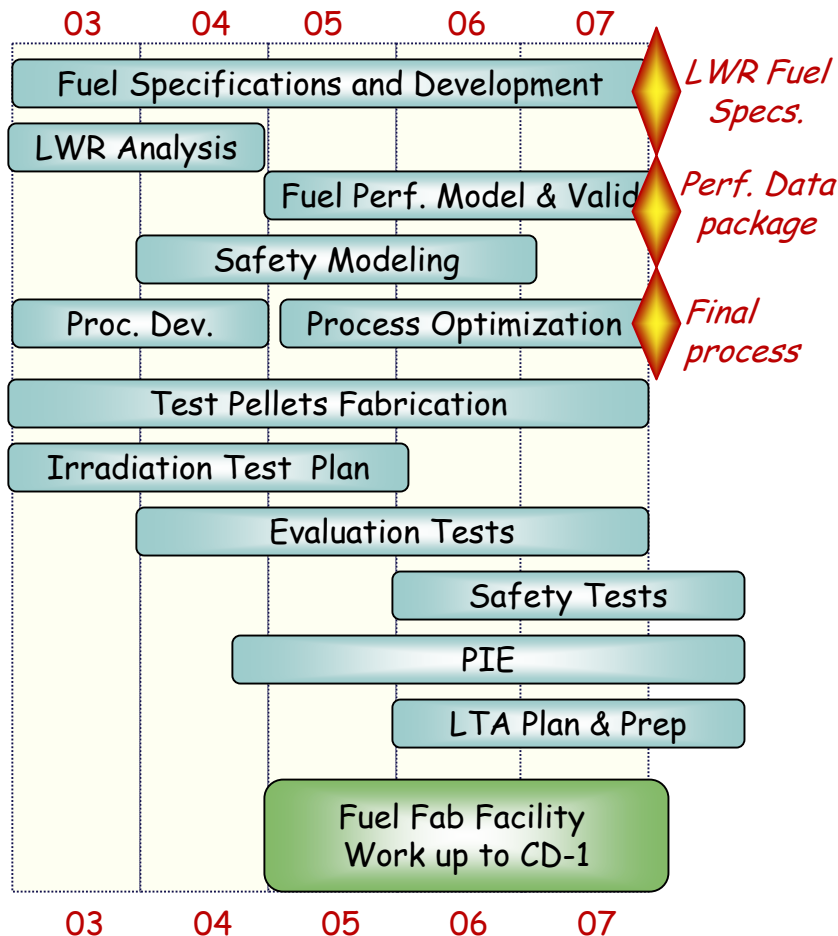 03 04 05 06 07
Fuel Specifications and Development
LWR Fuel
Specs.
LWR Analysis
Fuel Perf. Model & Valid
Perf. Data
package
Safety Modeling
Proc. Dev.
Process Optimization
Final
process
Test Pellets Fabrication
Irradiation Test Plan
Evaluation Tests
Safety Tests
PIE
LTA Plan & Prep
Fuel Fab Facility
Work up to CD-1
03 04 05 06 07